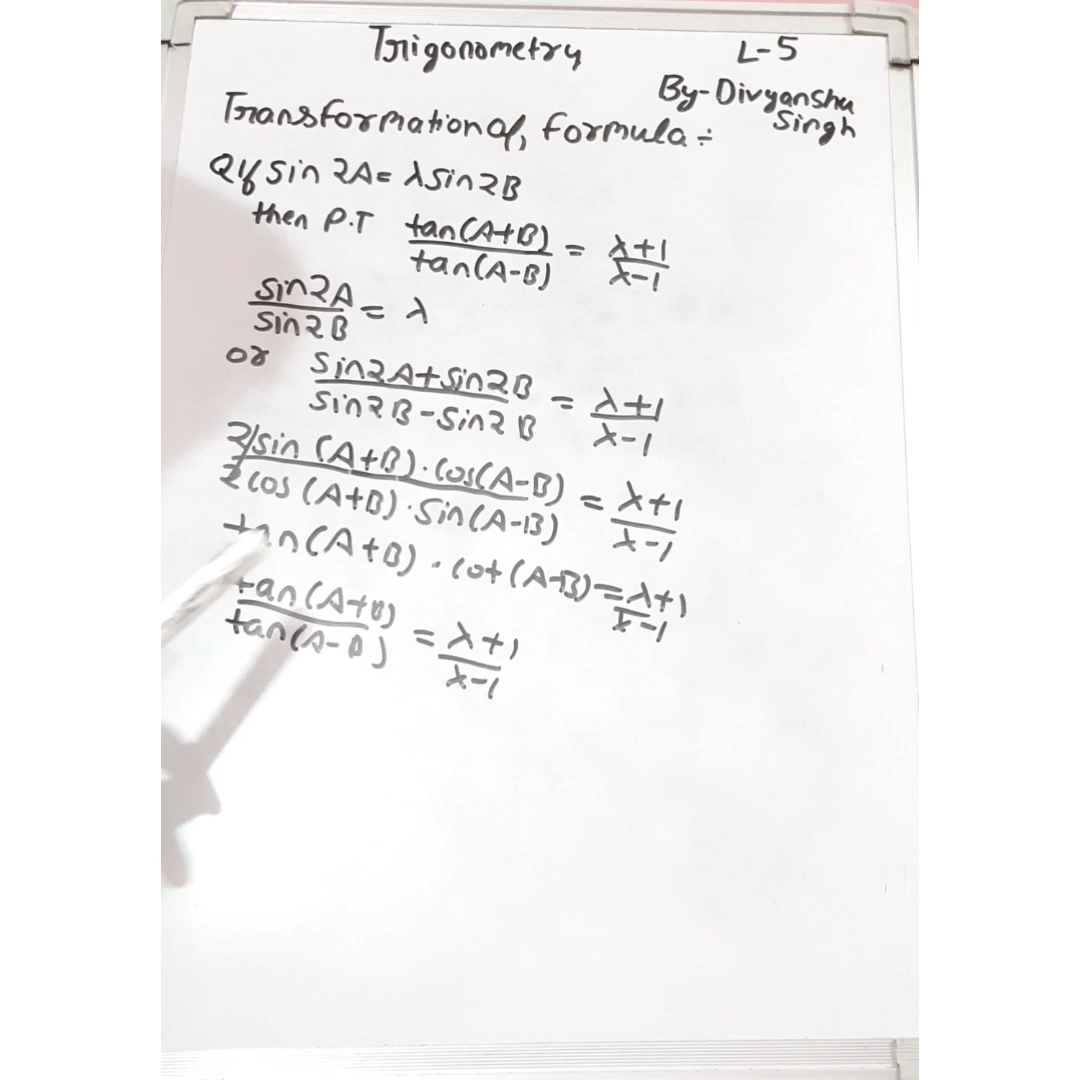 Trigonometry L-5
By-Divyanshu Singh
Transformational, formula ÷
Q If sin 2A = λ sin 2B
then P.T tan(A+B)/tan(A-B) = λ+1/λ-1
sin2A/sin2B = λ
or sin2A+sin2B/sin2B-sin2B = λ+1/λ-1
2 sin (A+B)·cos(A-B)/2 cos (A+B)·sin(A-B) = λ+1/λ-1
tan(A+B)·cot(A-B) = λ+1/λ-1
tan(A+B)/tan(A-B) = λ+1/λ-1